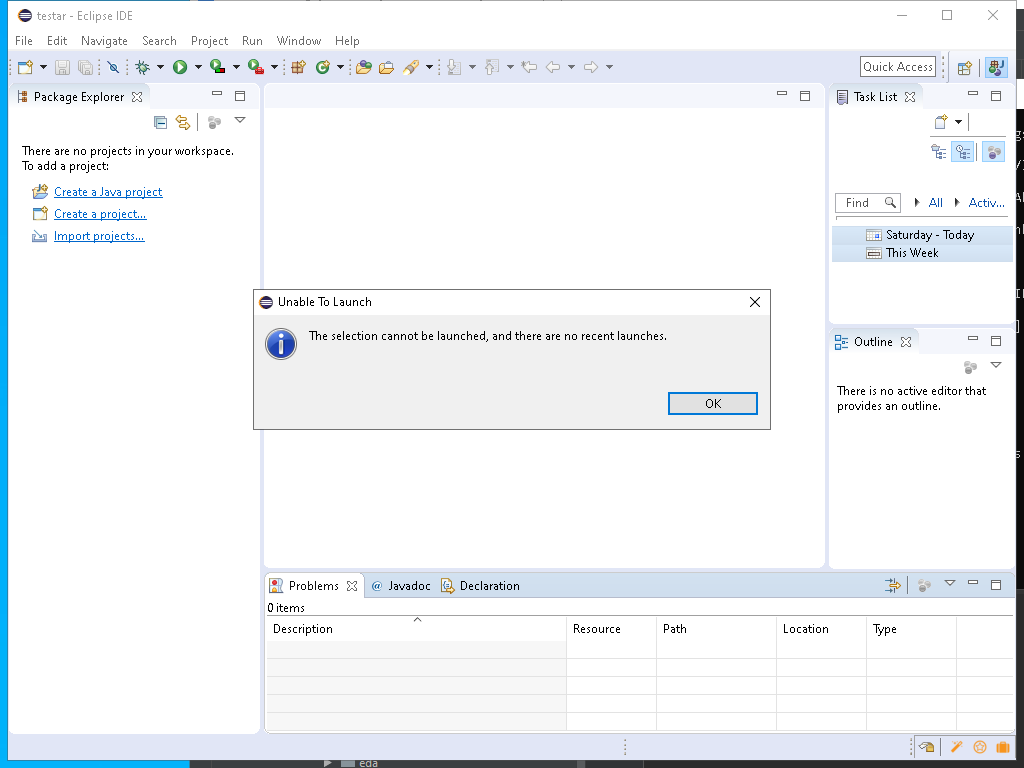 testar - Eclipse IDE
File Edit Navigate Search Project Run Window Help
Quick Access
Package Explorer
There are no projects in your workspace.
To add a project:
Create a Java project
Create a project...
Import projects...
Task List
Find
All
Activ...
Saturday - Today
This Week
Unable To Launch
The selection cannot be launched, and there are no recent launches.
OK
Outline
There is no active editor that
provides an outline.
Problems
@ Javadoc
Declaration
0 items
Description Resource Path Location Type
eda